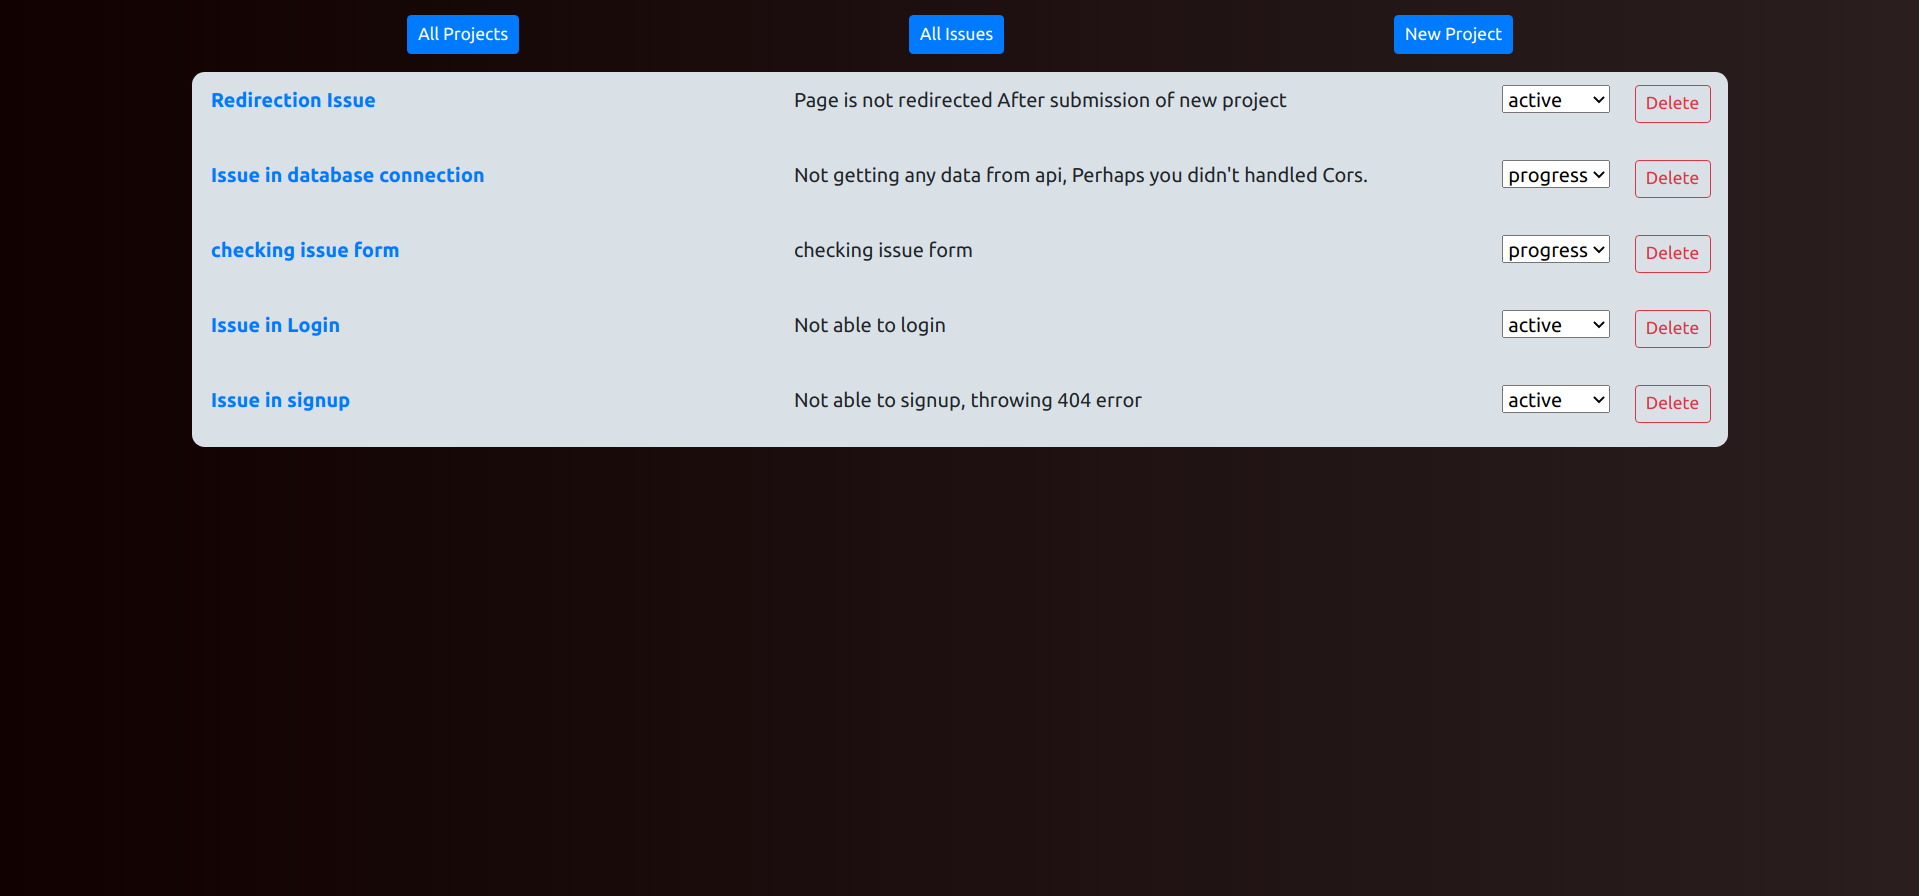 All Projects All Issues New Project
Redirection Issue Page is not redirected After submission of new project active Delete
Issue in database connection Not getting any data from api, Perhaps you didn't handled Cors. progress Delete
checking issue form checking issue form progress Delete
Issue in Login Not able to login active Delete
Issue in signup Not able to signup, throwing 404 error active Delete